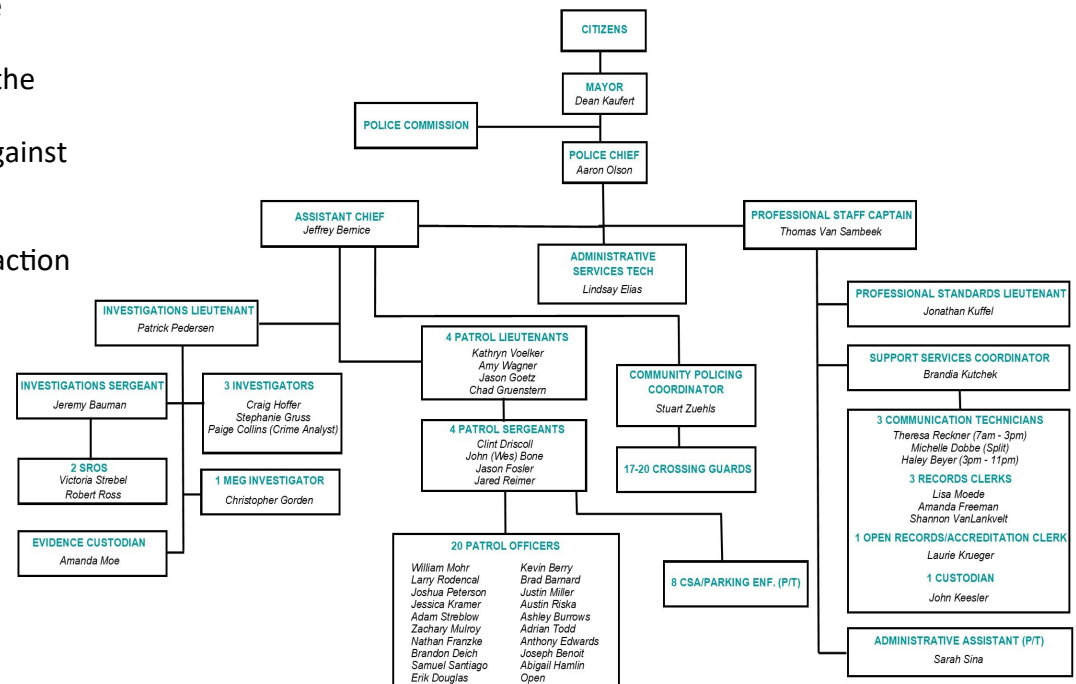 the
gainst
action
CITIZENS
MAYOR
Dean Kaufert
POLICE COMMISSION
POLICE CHIEF
Aaron Olson
ASSISTANT CHIEF
Jeffrey Bernice
PROFESSIONAL STAFF CAPTAIN
Thomas Van Sambeek
ADMINISTRATIVE
SERVICES TECH
Lindsay Elias
INVESTIGATIONS LIEUTENANT
Patrick Pedersen
PROFESSIONAL STANDARDS LIEUTENANT
Jonathan Kuffel
4 PATROL LIEUTENANTS
Kathryn Voelker
Amy Wagner
Jason Goetz
Chad Gruenstern
SUPPORT SERVICES COORDINATOR
Brandia Kutchek
INVESTIGATIONS SERGEANT
Jeremy Bauman
3 INVESTIGATORS
Craig Hoffer
Stephanie Gruss
Paige Collins (Crime Analyst)
COMMUNITY POLICING
COORDINATOR
Stuart Zuehls
4 PATROL SERGEANTS
Clint Driscoll
John (Wes) Bone
Jason Fosler
Jared Reimer
17-20 CROSSING GUARDS
3 COMMUNICATION TECHNICIANS
Theresa Reckner (7am - 3pm)
Michelle Dobbe (Split)
Haley Beyer (3pm - 11pm)
3 RECORDS CLERKS
Lisa Moede
Amanda Freeman
Shannon VanLankvelt
1 OPEN RECORDS/ACCREDITATION CLERK
Laurie Krueger
1 CUSTODIAN
John Keesler
2 SROS
Victoria Strebel
Robert Ross
1 MEG INVESTIGATOR
Christopher Gorden
EVIDENCE CUSTODIAN
Amanda Moe
20 PATROL OFFICERS
William Mohr
Larry Rodencal
Joshua Peterson
Jessica Kramer
Adam Streblow
Zachary Mulroy
Nathan Franzke
Brandon Deich
Samuel Santiago
Erik Douglas
Kevin Berry
Brad Barnard
Justin Miller
Austin Riska
Ashley Burrows
Adrian Todd
Anthony Edwards
Joseph Benoit
Abigail Hamlin
Open
8 CSA/PARKING ENF. (P/T)
ADMINISTRATIVE ASSISTANT (P/T)
Sarah Sina